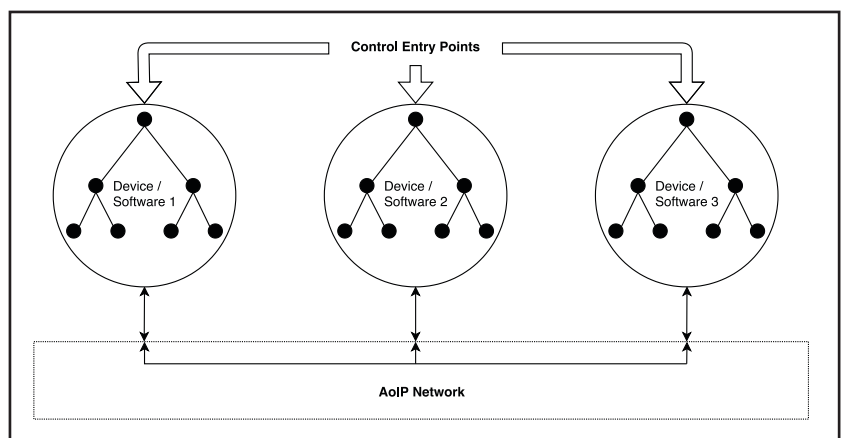 Control Entry Points
Device /
Software 1
Device /
Software 2
Device /
Software 3
AoIP Network